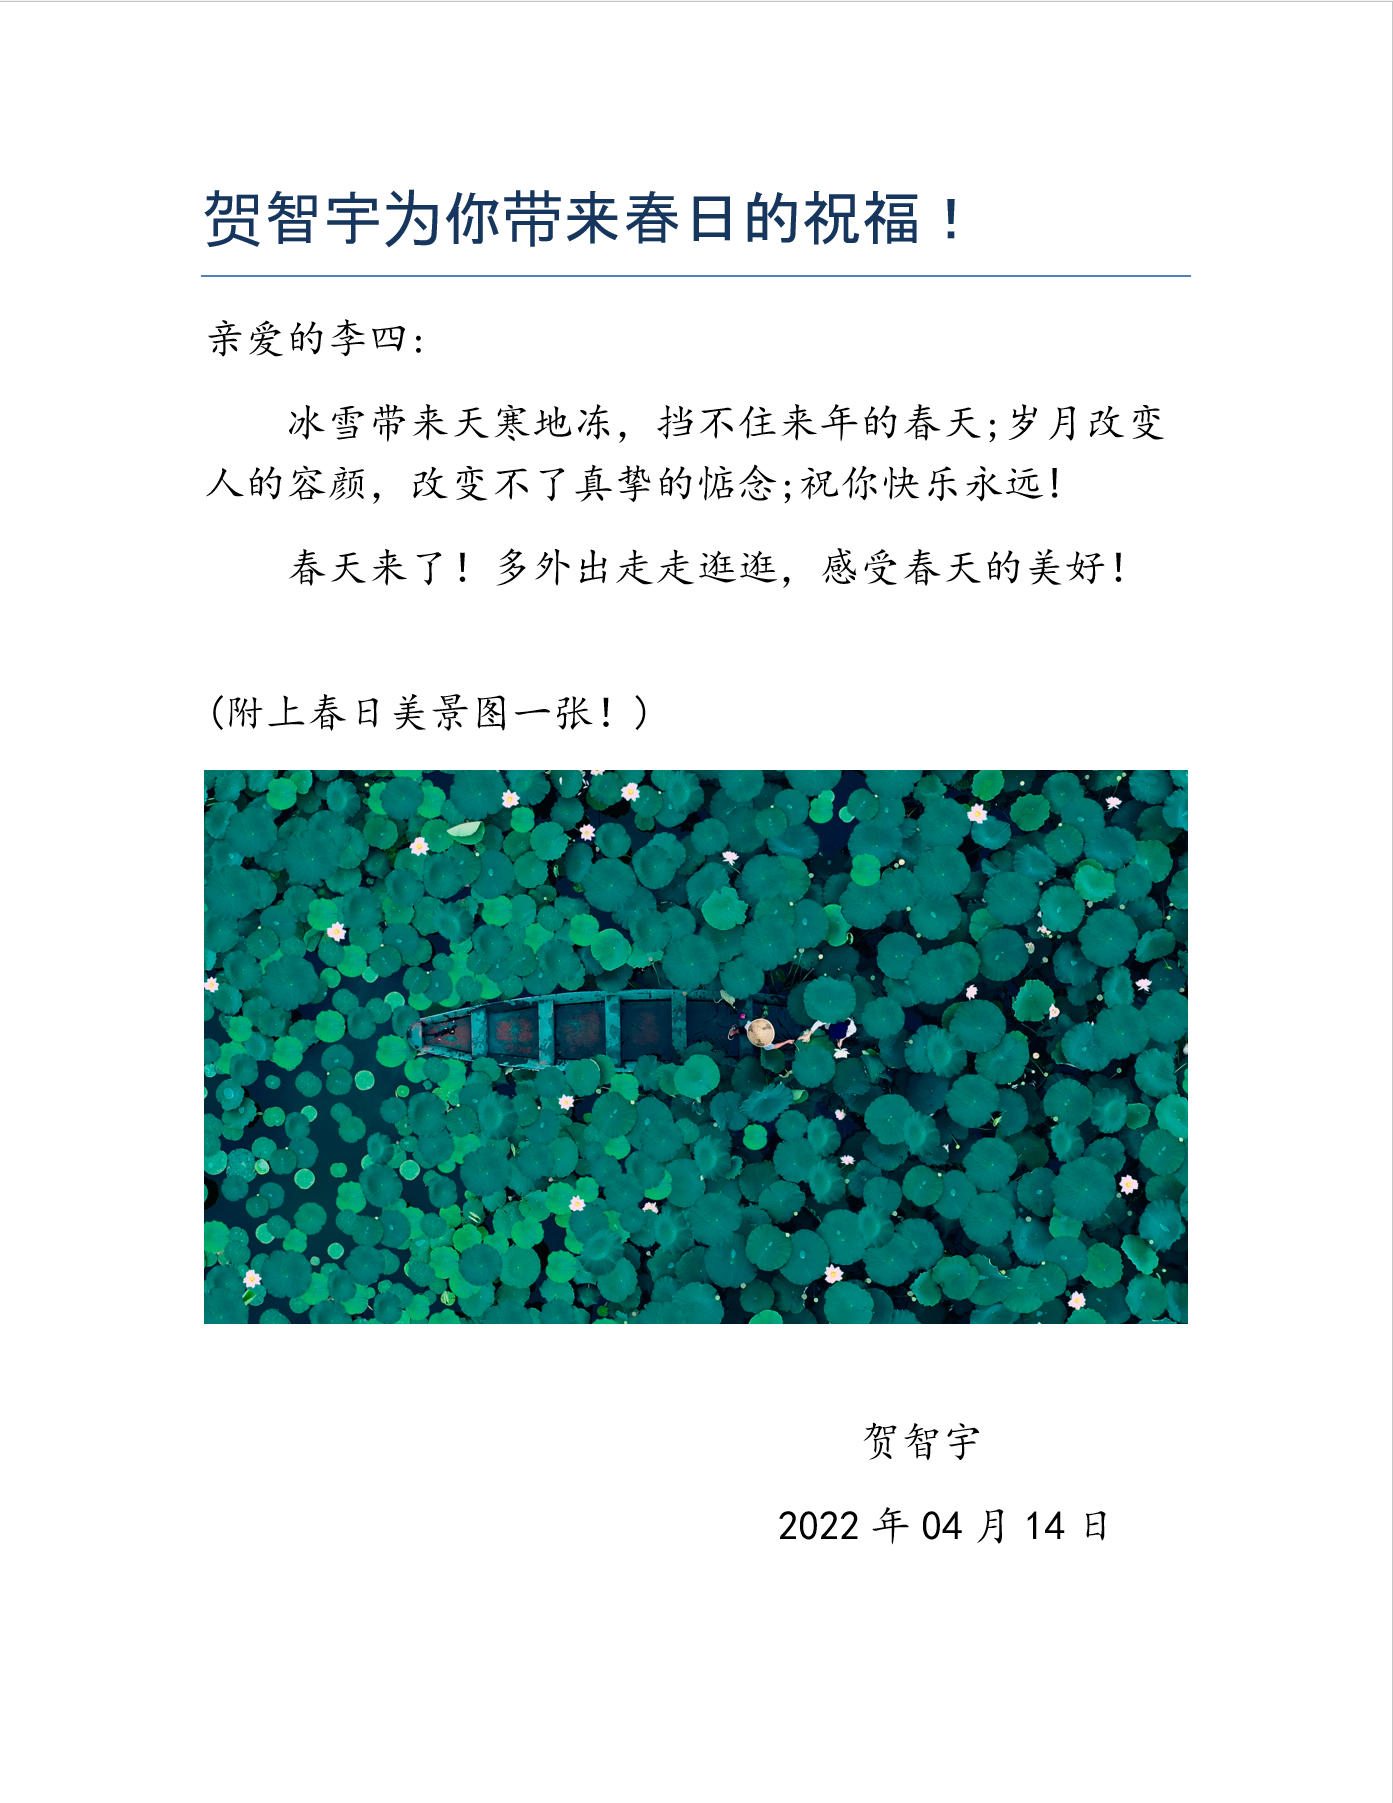 贺智宇为你带来春日的祝福！
亲爱的李四：
冰雪带来天寒地冻，挡不住来年的春天;岁月改变
人的容颜，改变不了真挚的惦念;祝你快乐永远！
春天来了！多外出走走逛逛，感受春天的美好！
(附上春日美景图一张！)
贺智宇
2022 年 04 月 14 日